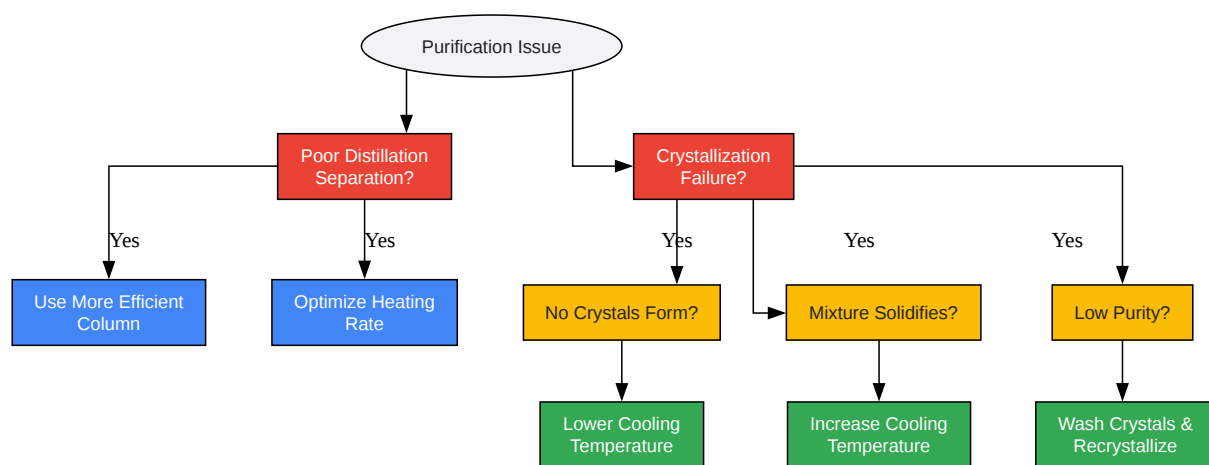 Purification Issue
Poor Distillation
Separation?
Crystallization
Failure?
Yes
Yes
Yes
Yes
Yes
Use More Efficient
Column
Optimize Heating
Rate
No Crystals Form?
Mixture Solidifies?
Low Purity?
Lower Cooling
Temperature
Increase Cooling
Temperature
Wash Crystals &
Recrystallize